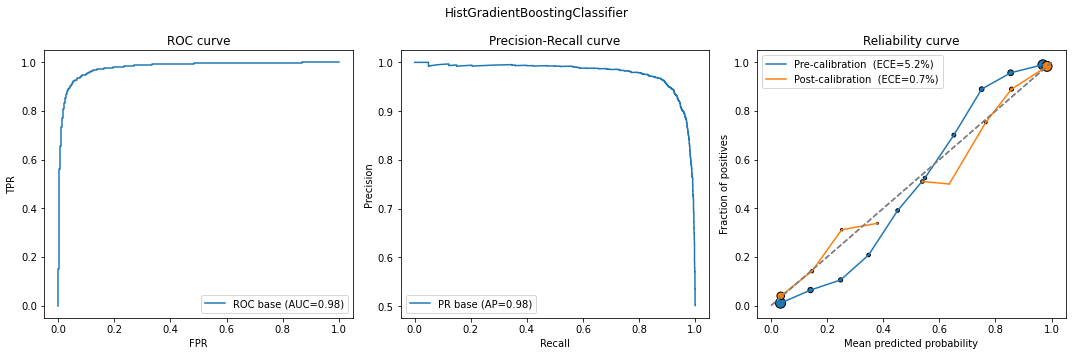 HistGradientBoostingClassifier
ROC curve
1.0
0.8
0.6
0.4
0.2
0.0
TPR
0.0 0.2 0.4 0.6 0.8 1.0
FPR
ROC base (AUC=0.98)
Precision-Recall curve
1.0
0.9
0.8
0.7
0.6
0.5
Precision
0.0 0.2 0.4 0.6 0.8 1.0
Recall
PR base (AP=0.98)
Reliability curve
Pre-calibration (ECE=5.2%)
Post-calibration (ECE=0.7%)
1.0
0.8
0.6
0.4
0.2
0.0
Fraction of positives
0.0 0.2 0.4 0.6 0.8 1.0
Mean predicted probability